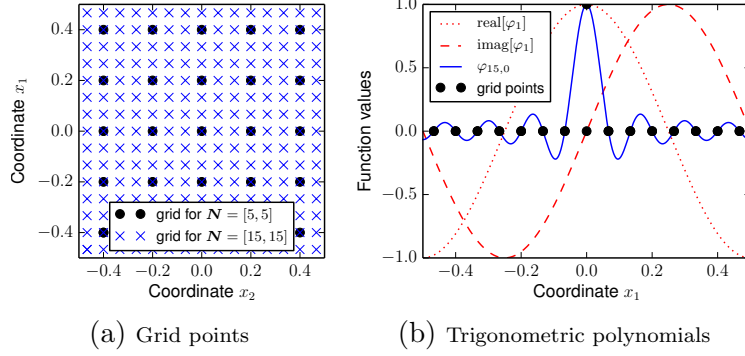 0.4
0.2
0.0
−0.2
−0.4
Coordinate x₁
grid for N = [5, 5]
grid for N = [15, 15]
−0.4 −0.2 0.0 0.2 0.4
Coordinate x₂
(a) Grid points
1.0
0.5
0.0
−0.5
−1.0
Function values
real[φ₁]
imag[φ₁]
φ₁₅,₀
grid points
−0.4 −0.2 0.0 0.2 0.4
Coordinate x₁
(b) Trigonometric polynomials